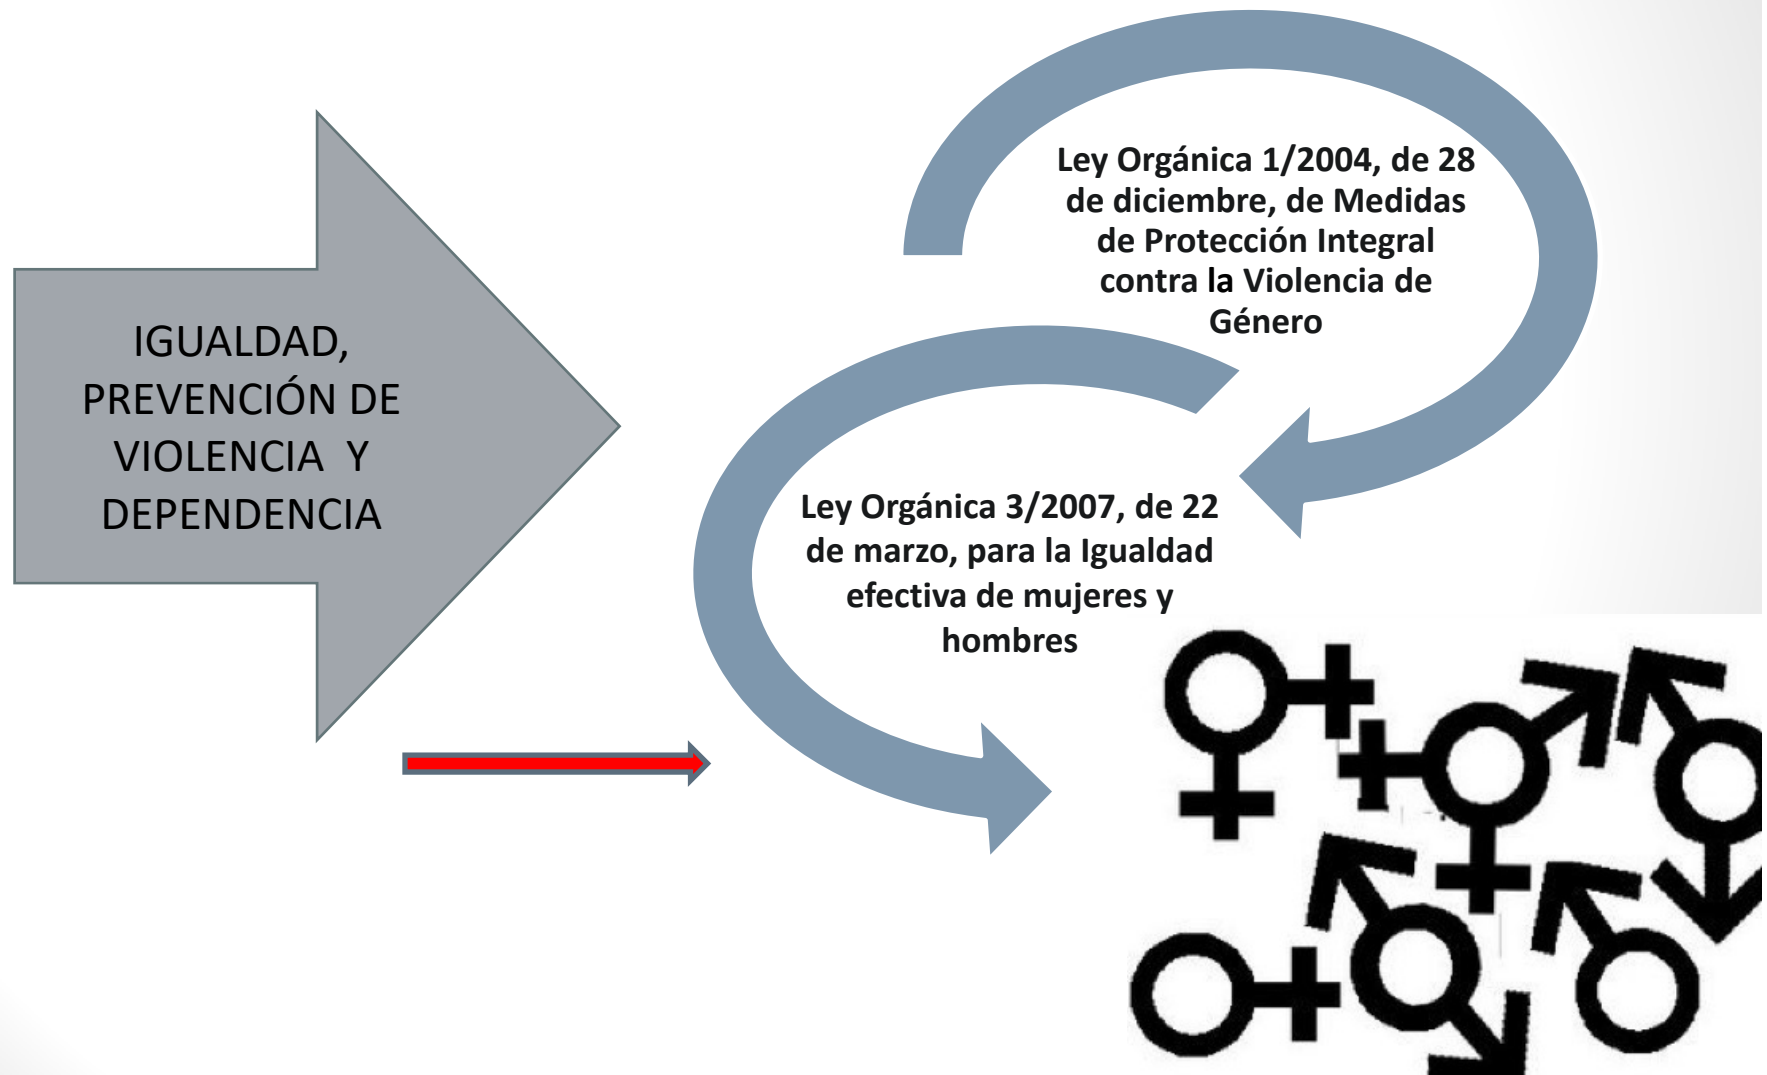 IGUALDAD,
PREVENCIÓN DE
VIOLENCIA Y
DEPENDENCIA
Ley Orgánica 1/2004, de 28
de diciembre, de Medidas
de Protección Integral
contra la Violencia de
Género
Ley Orgánica 3/2007, de 22
de marzo, para la Igualdad
efectiva de mujeres y
hombres